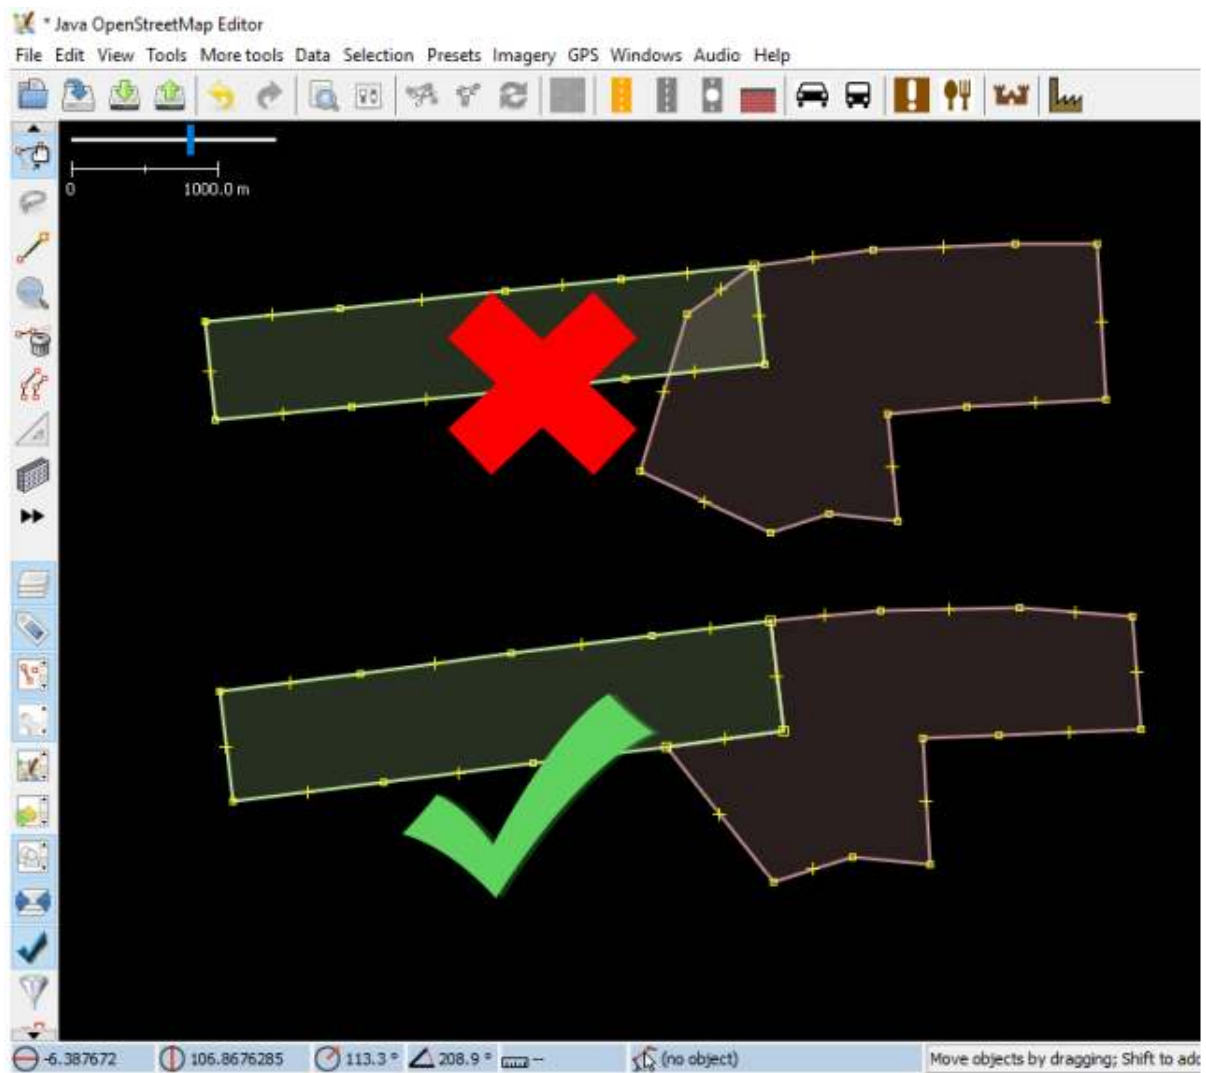 * Java OpenStreetMap Editor
File Edit View Tools More tools Data Selection Presets Imagery GPS Windows Audio Help
0 1000.0 m
-6.387672 106.8676285 113.3 ° 208.9 ° -- (no object) Move objects by dragging; Shift to add